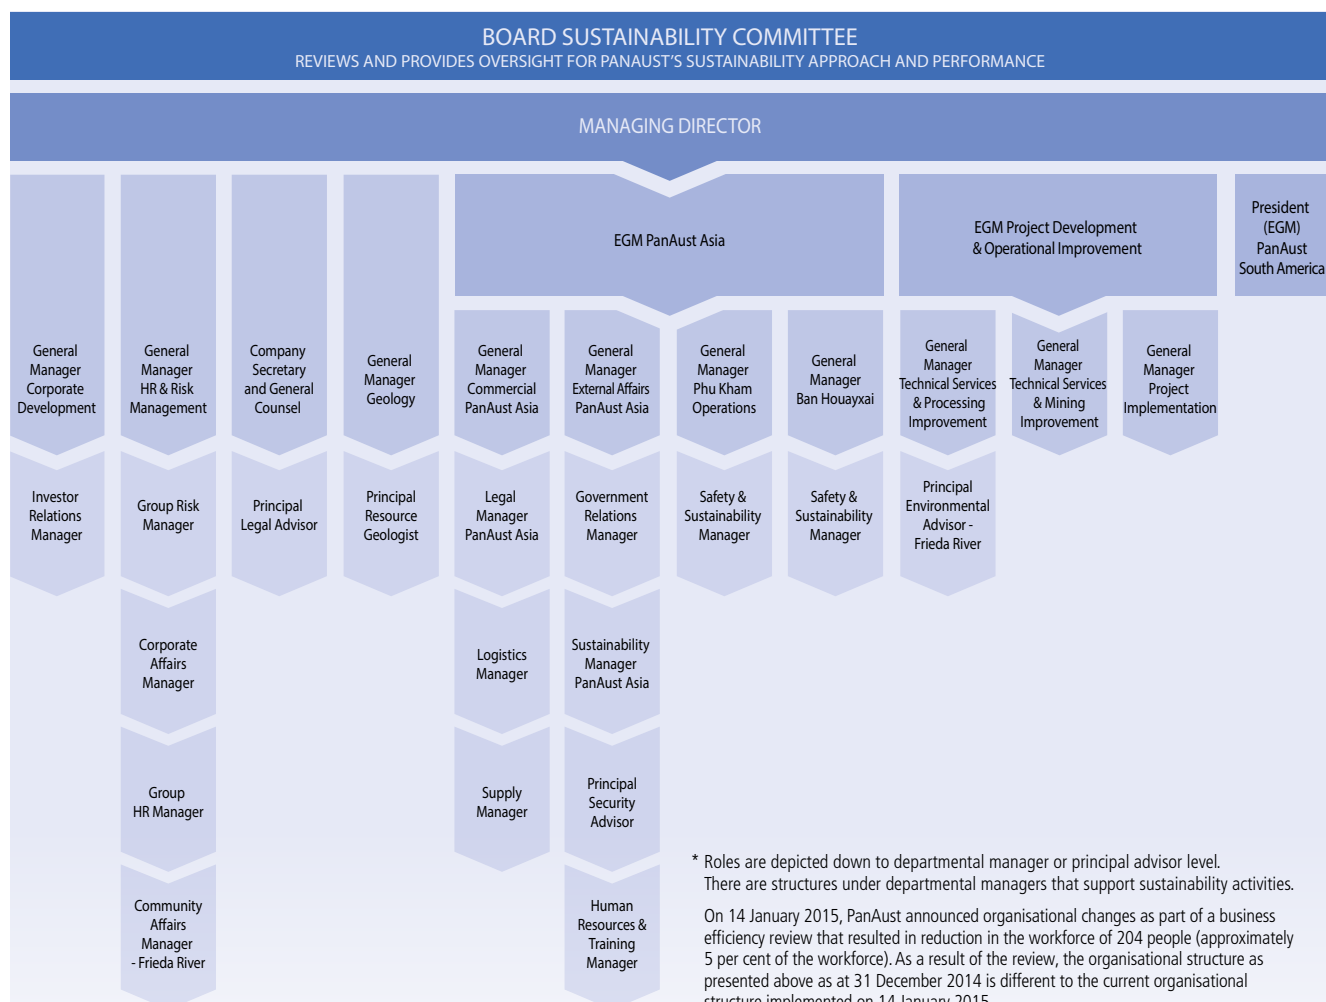 BOARD SUSTAINABILITY COMMITTEE
REVIEWS AND PROVIDES OVERSIGHT FOR PANAUST'S SUSTAINABILITY APPROACH AND PERFORMANCE
MANAGING DIRECTOR
EGM PanAust Asia
EGM Project Development
& Operational Improvement
President
(EGM)
PanAust
South America
General
Manager
Corporate
Development
General
Manager
HR & Risk
Management
Company
Secretary
and General
Counsel
General
Manager
Geology
General
Manager
Commercial
PanAust Asia
General
Manager
External Affairs
PanAust Asia
General
Manager
Phu Kham
Operations
General
Manager
Ban Houayxai
General
Manager
Technical Services
& Processing
Improvement
General
Manager
Technical Services
& Mining
Improvement
General
Manager
Project
Implementation
Investor
Relations
Manager
Group Risk
Manager
Principal
Legal Advisor
Principal
Resource
Geologist
Legal
Manager
PanAust Asia
Government
Relations
Manager
Safety &
Sustainability
Manager
Safety &
Sustainability
Manager
Principal
Environmental
Advisor -
Frieda River
Corporate
Affairs
Manager
Logistics
Manager
Sustainability
Manager
PanAust Asia
Group
HR Manager
Supply
Manager
Principal
Security
Advisor
Community
Affairs
Manager
- Frieda River
Human
Resources &
Training
Manager
* Roles are depicted down to departmental manager or principal advisor level.
There are structures under departmental managers that support sustainability activities.
On 14 January 2015, PanAust announced organisational changes as part of a business
efficiency review that resulted in reduction in the workforce of 204 people (approximately
5 per cent of the workforce). As a result of the review, the organisational structure as
presented above as at 31 December 2014 is different to the current organisational
structure implemented on 14 January 2015.